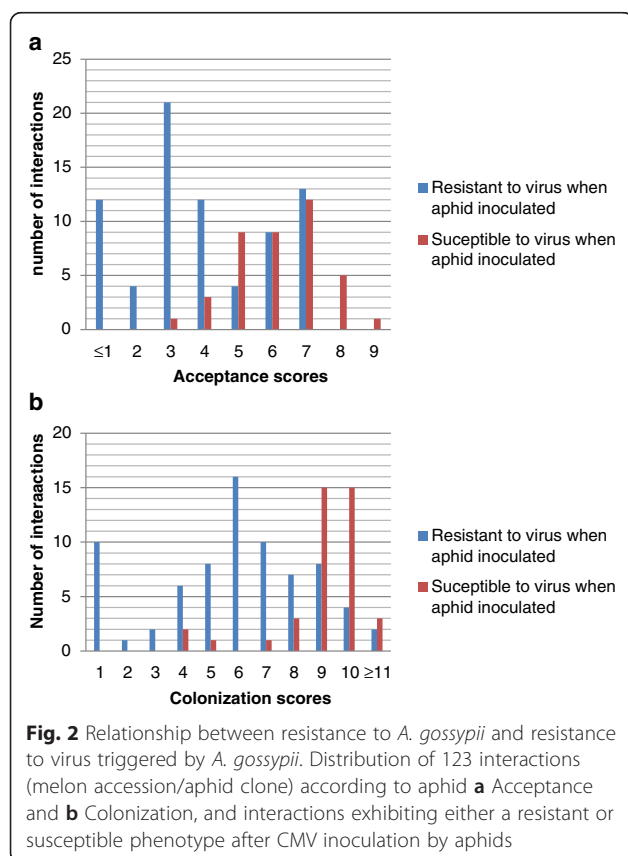 a
25
20
15
10
5
0
number of interactions
≤1 2 3 4 5 6 7 8 9
Acceptance scores
Resistant to virus when
aphid inoculated
Suceptible to virus when
aphid inoculated
b
20
15
10
5
0
Number of interaactions
1 2 3 4 5 6 7 8 9 10 ≥11
Colonization scores
Resistant to virus when
aphid inoculated
Suceptible to virus when
aphid inoculated
Fig. 2 Relationship between resistance to A. gossypii and resistance
to virus triggered by A. gossypii. Distribution of 123 interactions
(melon accession/aphid clone) according to aphid a Acceptance
and b Colonization, and interactions exhibiting either a resistant or
susceptible phenotype after CMV inoculation by aphids